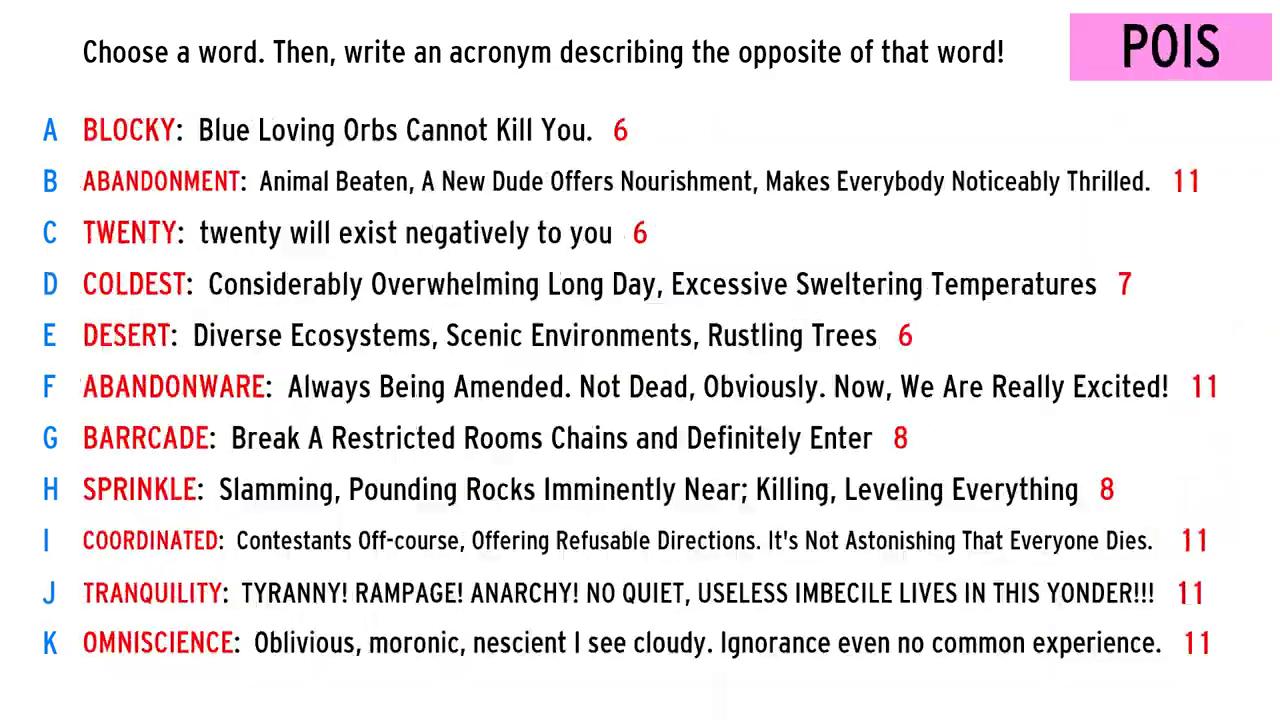 Choose a word. Then, write an acronym describing the opposite of that word!
POIS
A BLOCKY: Blue Loving Orbs Cannot Kill You. 6
B ABANDONMENT: Animal Beaten, A New Dude Offers Nourishment, Makes Everybody Noticeably Thrilled. 11
C TWENTY: twenty will exist negatively to you 6
D COLDEST: Considerably Overwhelming Long Day, Excessive Sweltering Temperatures 7
E DESERT: Diverse Ecosystems, Scenic Environments, Rustling Trees 6
F ABANDONWARE: Always Being Amended. Not Dead, Obviously. Now, We Are Really Excited! 11
G BARRCADE: Break A Restricted Rooms Chains and Definitely Enter 8
H SPRINKLE: Slamming, Pounding Rocks Imminently Near; Killing, Leveling Everything 8
I COORDINATED: Contestants Off-course, Offering Refusable Directions. It's Not Astonishing That Everyone Dies. 11
J TRANQUILITY: TYRANNY! RAMPAGE! ANARCHY! NO QUIET, USELESS IMBECILE LIVES IN THIS YONDER!!! 11
K OMNISCIENCE: Oblivious, moronic, nescient I see cloudy. Ignorance even no common experience. 11